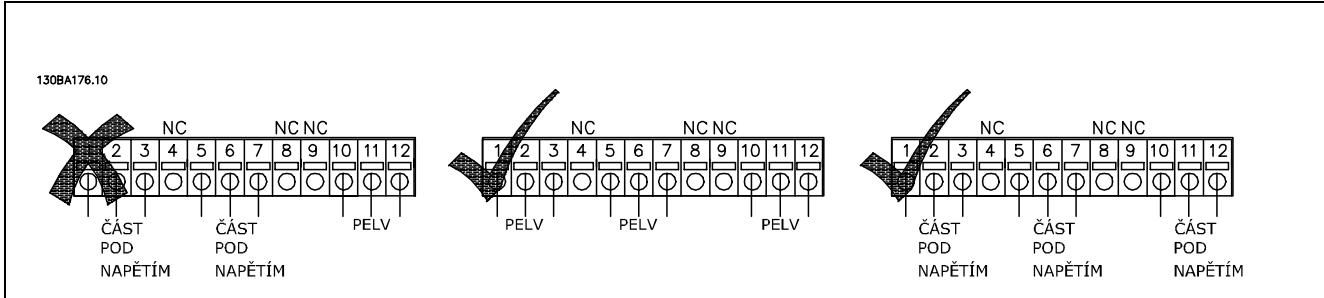 130BA176.10
NC NC NC
2 3 4 5 6 7 8 9 10 11 12
ČÁST POD NAPĚTÍM
ČÁST POD NAPĚTÍM
PELV
NC NC NC
1 2 3 4 5 6 7 8 9 10 11 12
PELV PELV PELV
NC NC NC
1 2 3 4 5 6 7 8 9 10 11 12
ČÁST POD NAPĚTÍM
ČÁST POD NAPĚTÍM
ČÁST POD NAPĚTÍM